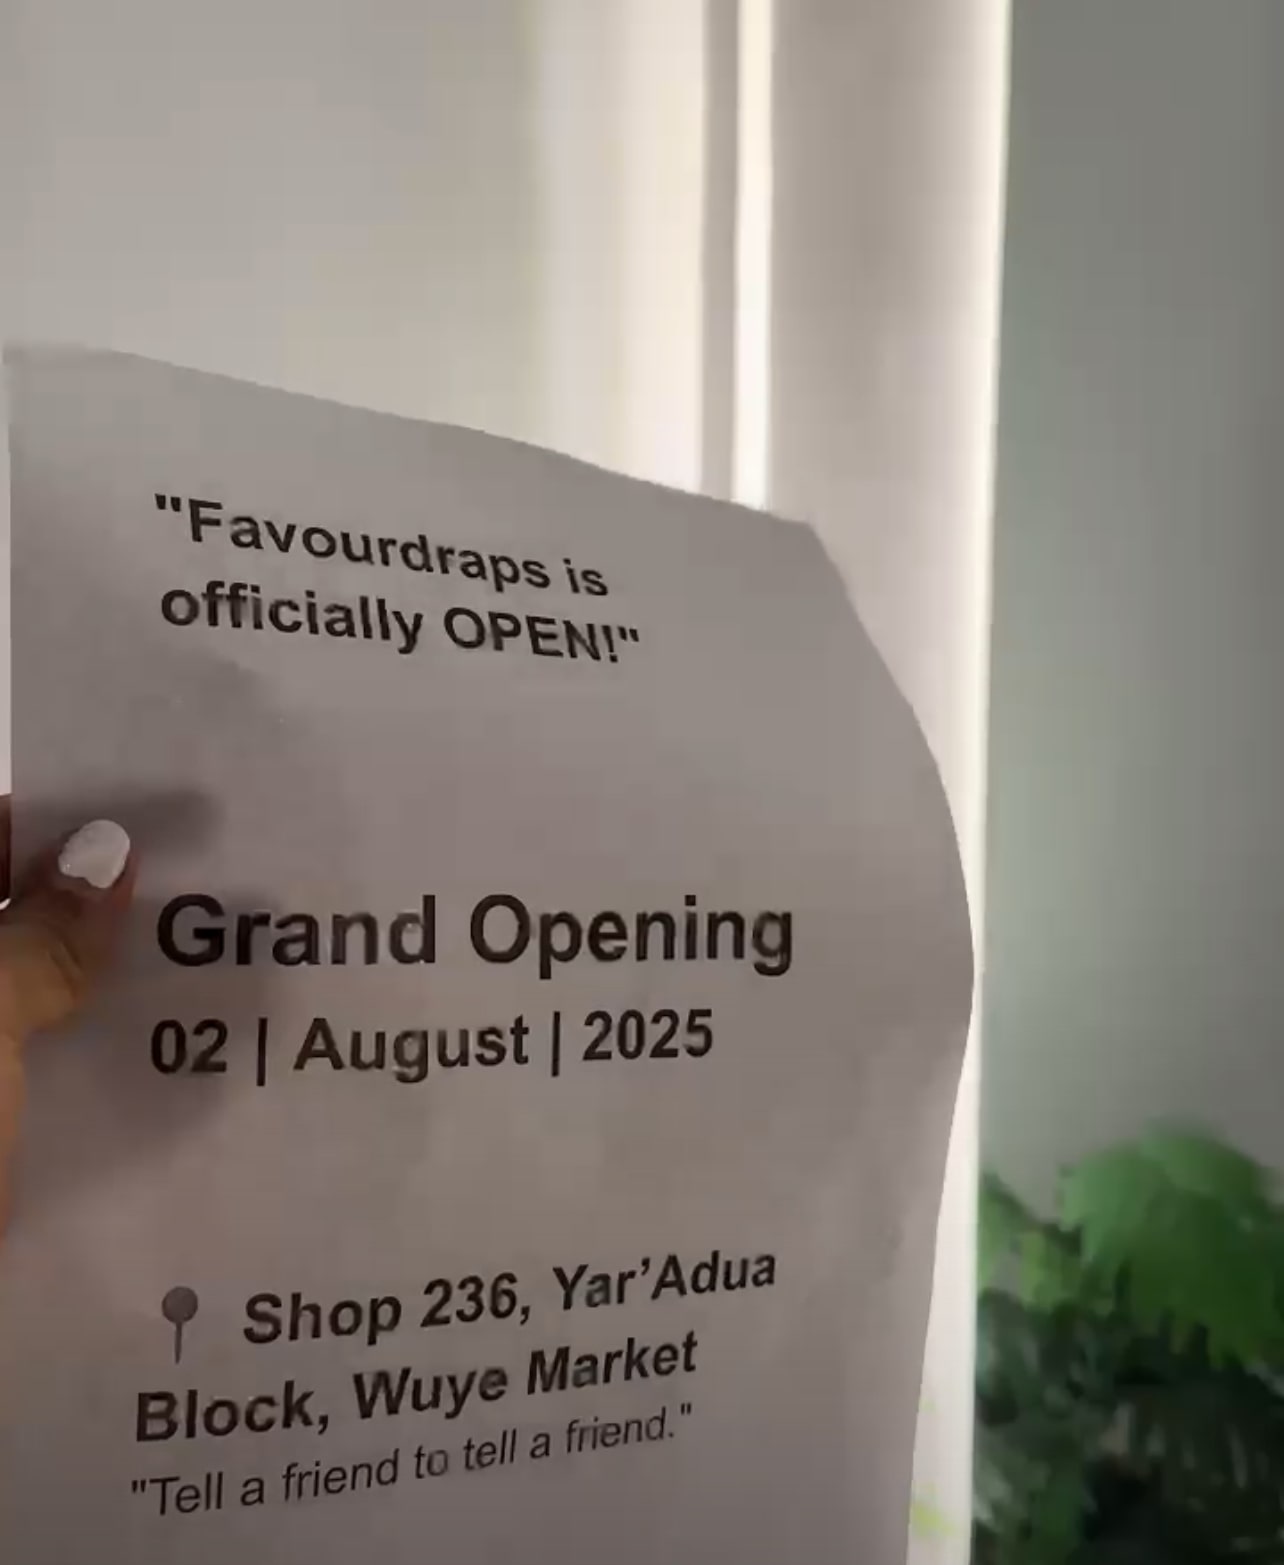 "Favourdraps is
officially OPEN!"
Grand Opening
02 | August | 2025
📍 Shop 236, Yar’Adua
Block, Wuye Market
"Tell a friend to tell a friend."